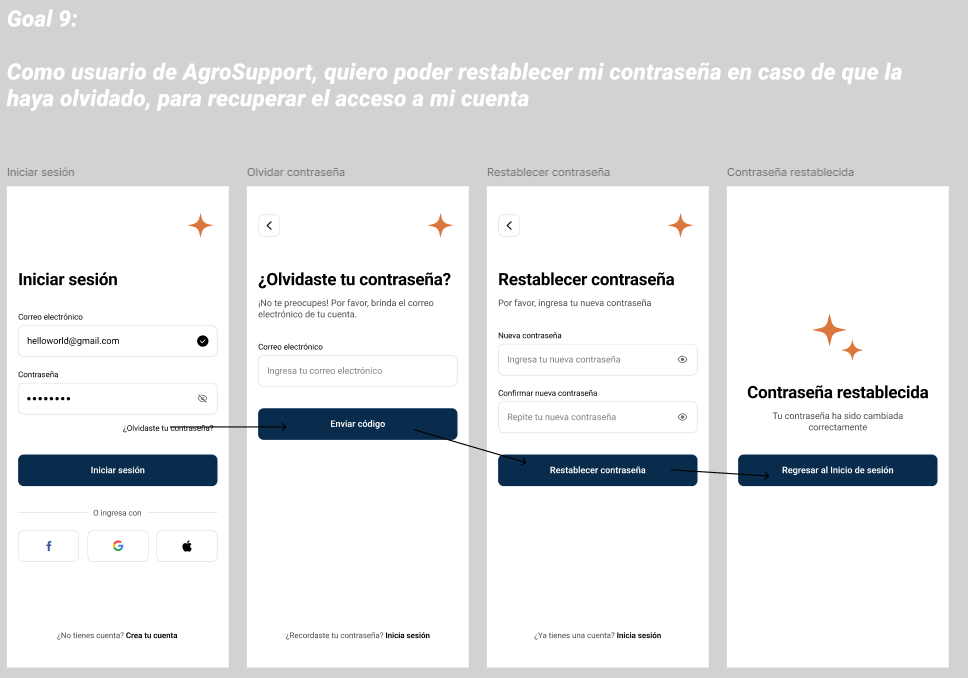 Goal 9:
Como usuario de AgroSupport, quiero poder restablecer mi contraseña en caso de que la
haya olvidado, para recuperar el acceso a mi cuenta
Iniciar sesión
Iniciar sesión
Correo electrónico
helloworld@gmail.com
Contraseña
••••••••
¿Olvidaste tu contraseña?
Iniciar sesión
O ingresa con
¿No tienes cuenta? Crea tu cuenta
Olvidar contraseña
¿Olvidaste tu contraseña?
¡No te preocupes! Por favor, brinda el correo
electrónico de tu cuenta.
Correo electrónico
Ingresa tu correo electrónico
Enviar código
¿Recordaste tu contraseña? Inicia sesión
Restablecer contraseña
Restablecer contraseña
Por favor, ingresa tu nueva contraseña
Nueva contraseña
Ingresa tu nueva contraseña
Confirmar nueva contraseña
Repite tu nueva contraseña
Restablecer contraseña
¿Ya tienes una cuenta? Inicia sesión
Contraseña restablecida
Contraseña restablecida
Tu contraseña ha sido cambiada
correctamente
Regresar al Inicio de sesión